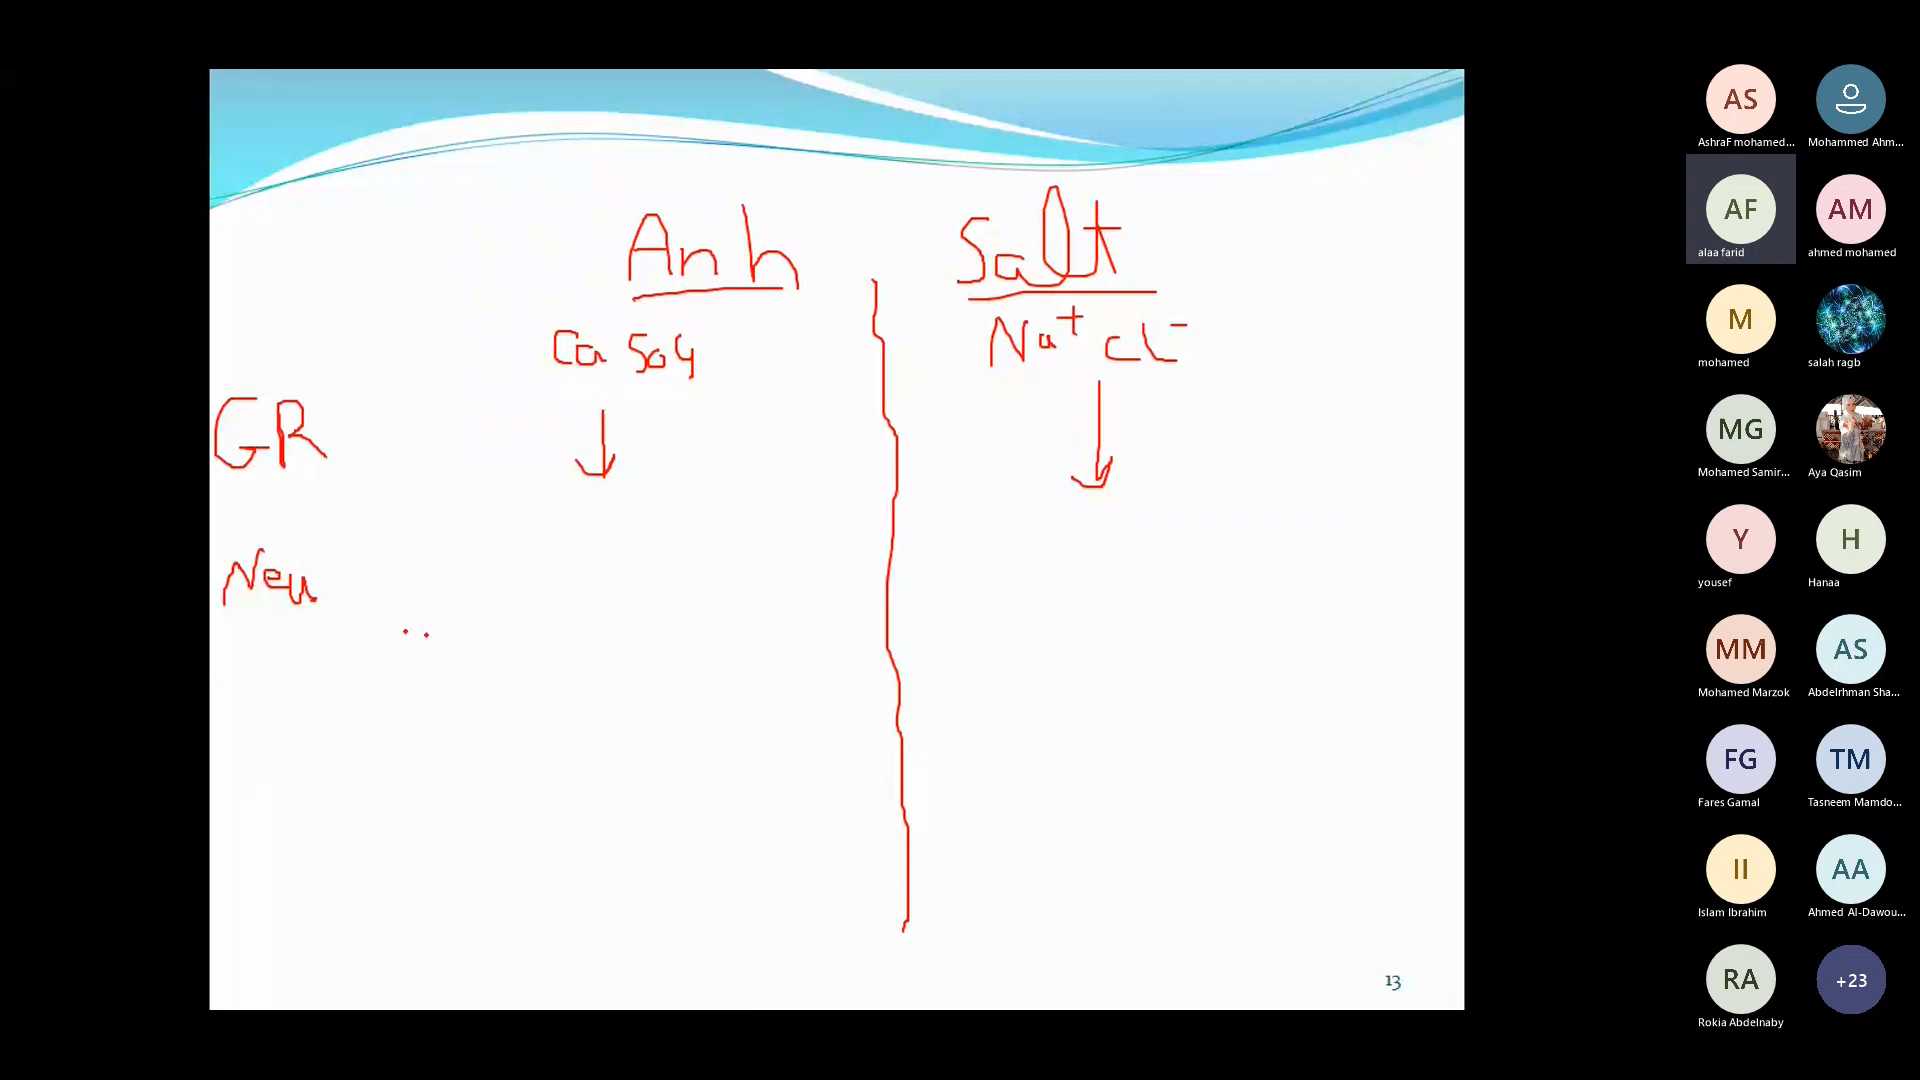 Anh Salt
Ca So4 Na+ cl-
GR
Neu
13
AS
AshraF mohamed...
Mohammed Ahm...
AF
alaa farid
AM
ahmed mohamed
M
mohamed
salah ragb
MG
Mohamed Samir...
Aya Qasim
Y
yousef
H
Hanaa
MM
Mohamed Marzok
AS
Abdelrhman Sha...
FG
Fares Gamal
TM
Tasneem Mamdo...
II
Islam Ibrahim
AA
Ahmed Al-Dawou...
RA
Rokia Abdelnaby
+23